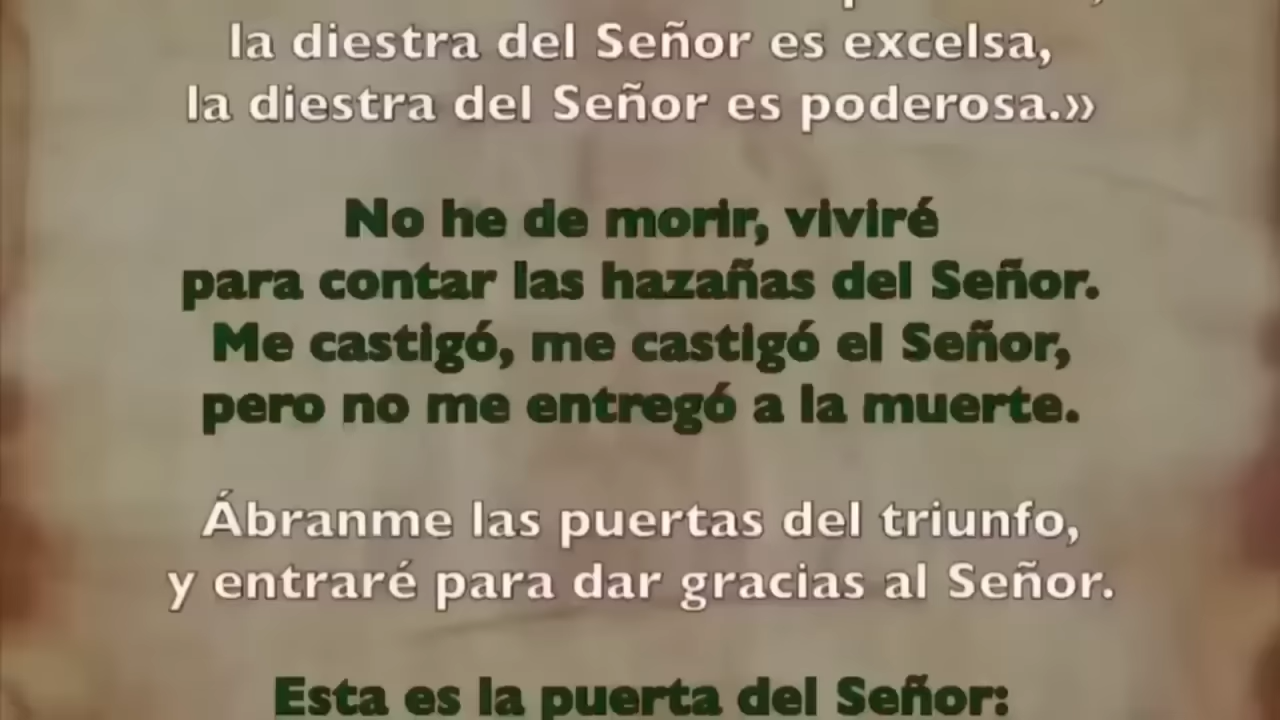 la diestra del Señor es excelsa,
la diestra del Señor es poderosa.»
No he de morir, viviré
para contar las hazañas del Señor.
Me castigó, me castigó el Señor,
pero no me entregó a la muerte.
Ábranme las puertas del triunfo,
y entraré para dar gracias al Señor.
Esta es la puerta del Señor: